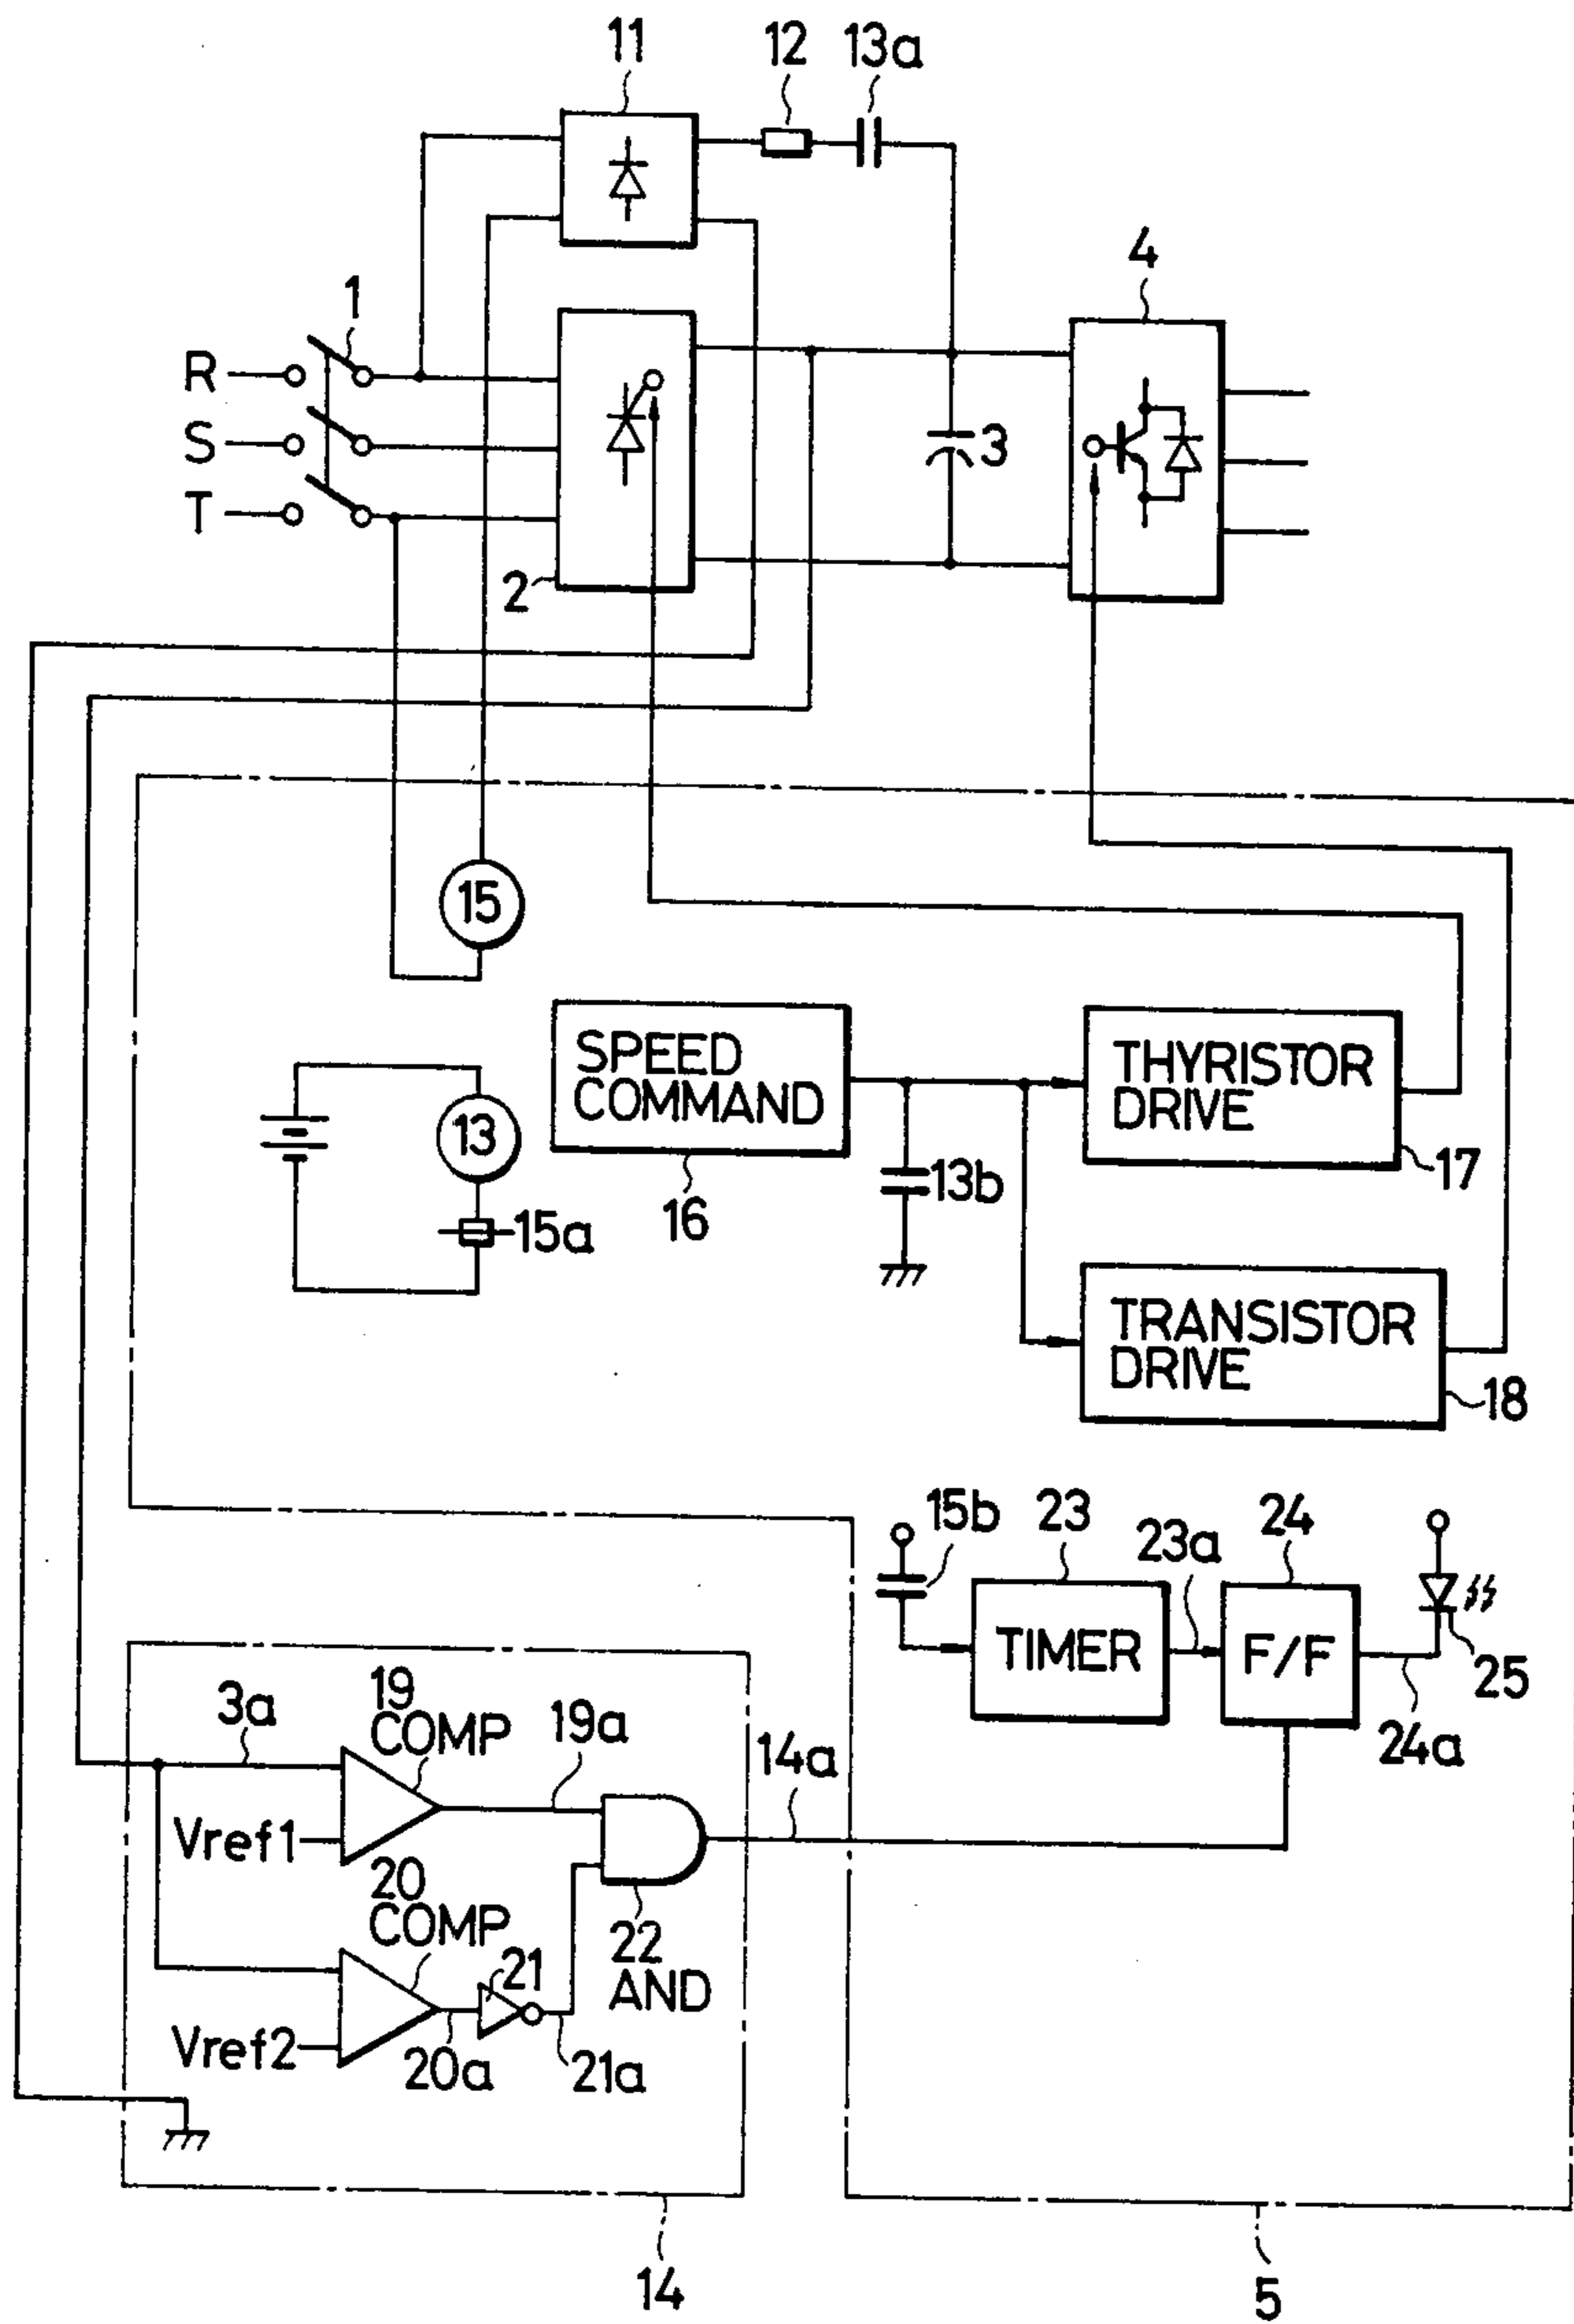 11
12
13a
4
1
R
S
T
3
2
15
SPEED
COMMAND
THYRISTOR
DRIVE
13
13b
17
16
15a
TRANSISTOR
DRIVE
18
15b
23
23a
24
TIMER
F/F
25
24a
3a
19
COMP
19a
14a
Vref1
20
COMP
22
AND
21
Vref2
20a
21a
14
5